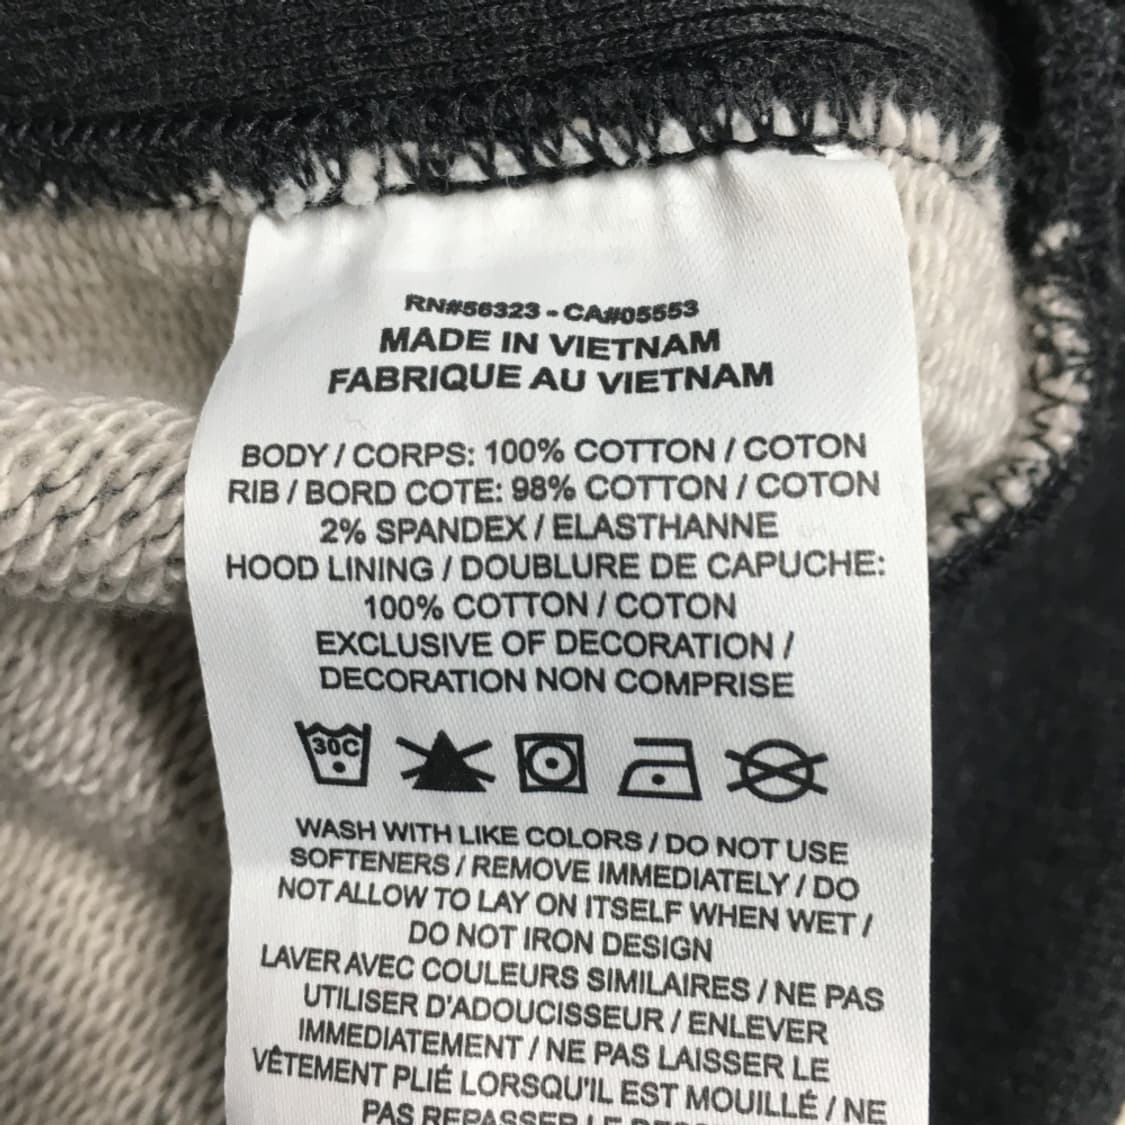 RN#56323 - CA#05553
MADE IN VIETNAM
FABRIQUE AU VIETNAM
BODY / CORPS: 100% COTTON / COTON
RIB / BORD COTE: 98% COTTON / COTON
2% SPANDEX / ELASTHANNE
HOOD LINING / DOUBLURE DE CAPUCHE:
100% COTTON / COTON
EXCLUSIVE OF DECORATION /
DECORATION NON COMPRISE
30C
WASH WITH LIKE COLORS / DO NOT USE
SOFTENERS / REMOVE IMMEDIATELY / DO
NOT ALLOW TO LAY ON ITSELF WHEN WET /
DO NOT IRON DESIGN
LAVER AVEC COULEURS SIMILAIRES / NE PAS
UTILISER D'ADOUCISSEUR / ENLEVER
IMMEDIATEMENT / NE PAS LAISSER LE
VÊTEMENT PLIÉ LORSQU'IL EST MOUILLÉ / NE
PAS REPASSER LE